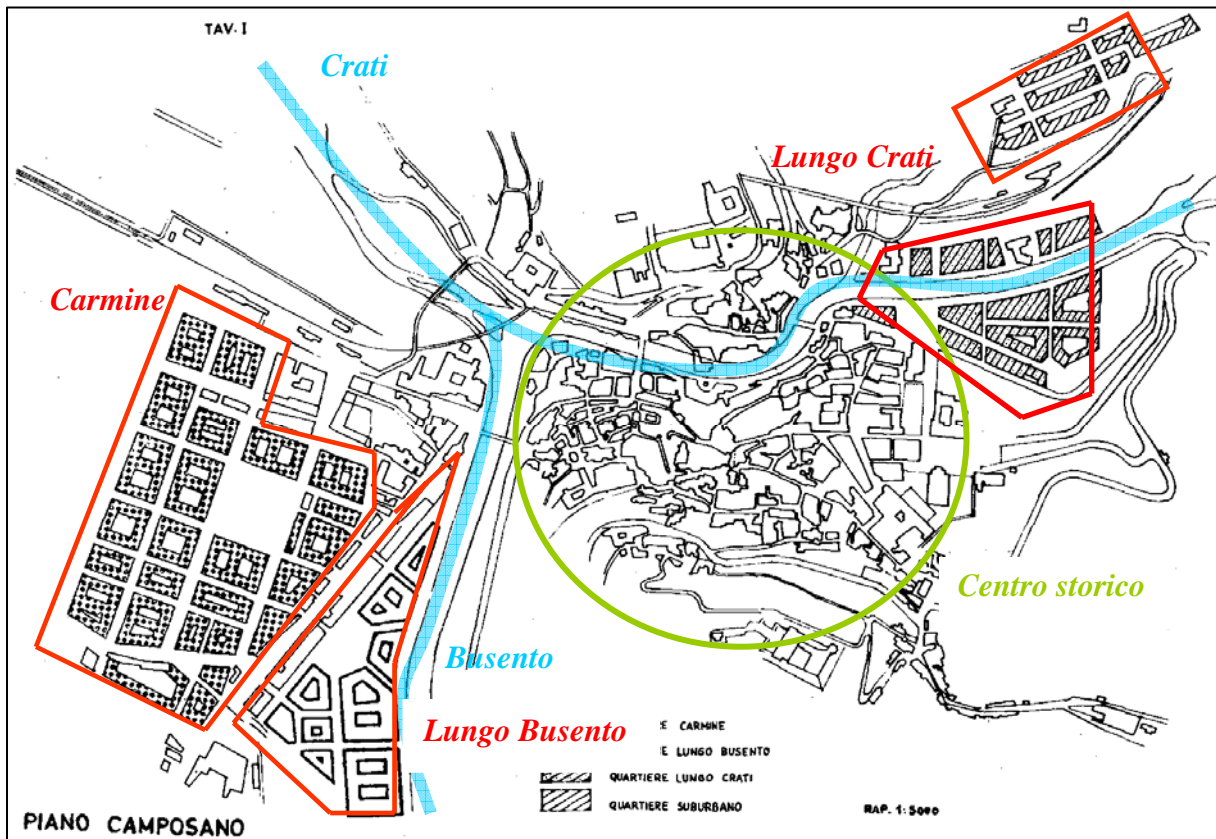 TAV. I
Crati
Lungo Crati
Carmine
Centro storico
Busento
Lungo Busento
E CARMINE
E LUNGO BUSENTO
QUARTIERE LUNGO CRATI
QUARTIERE SUBURBANO
RAP. 1:5000
PIANO CAMPOSANO